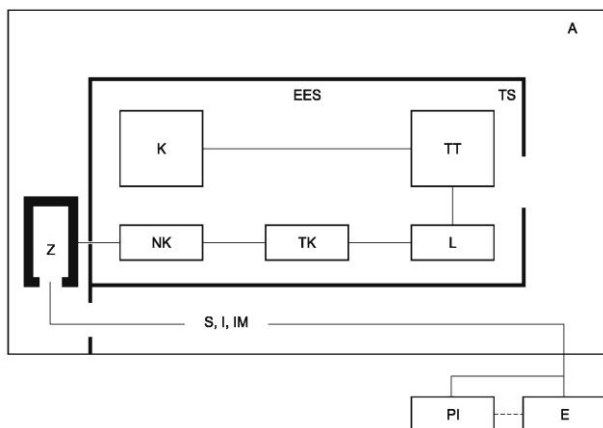 A
EES TS
K TT
Z NK TK L
S, I, IM
PI E